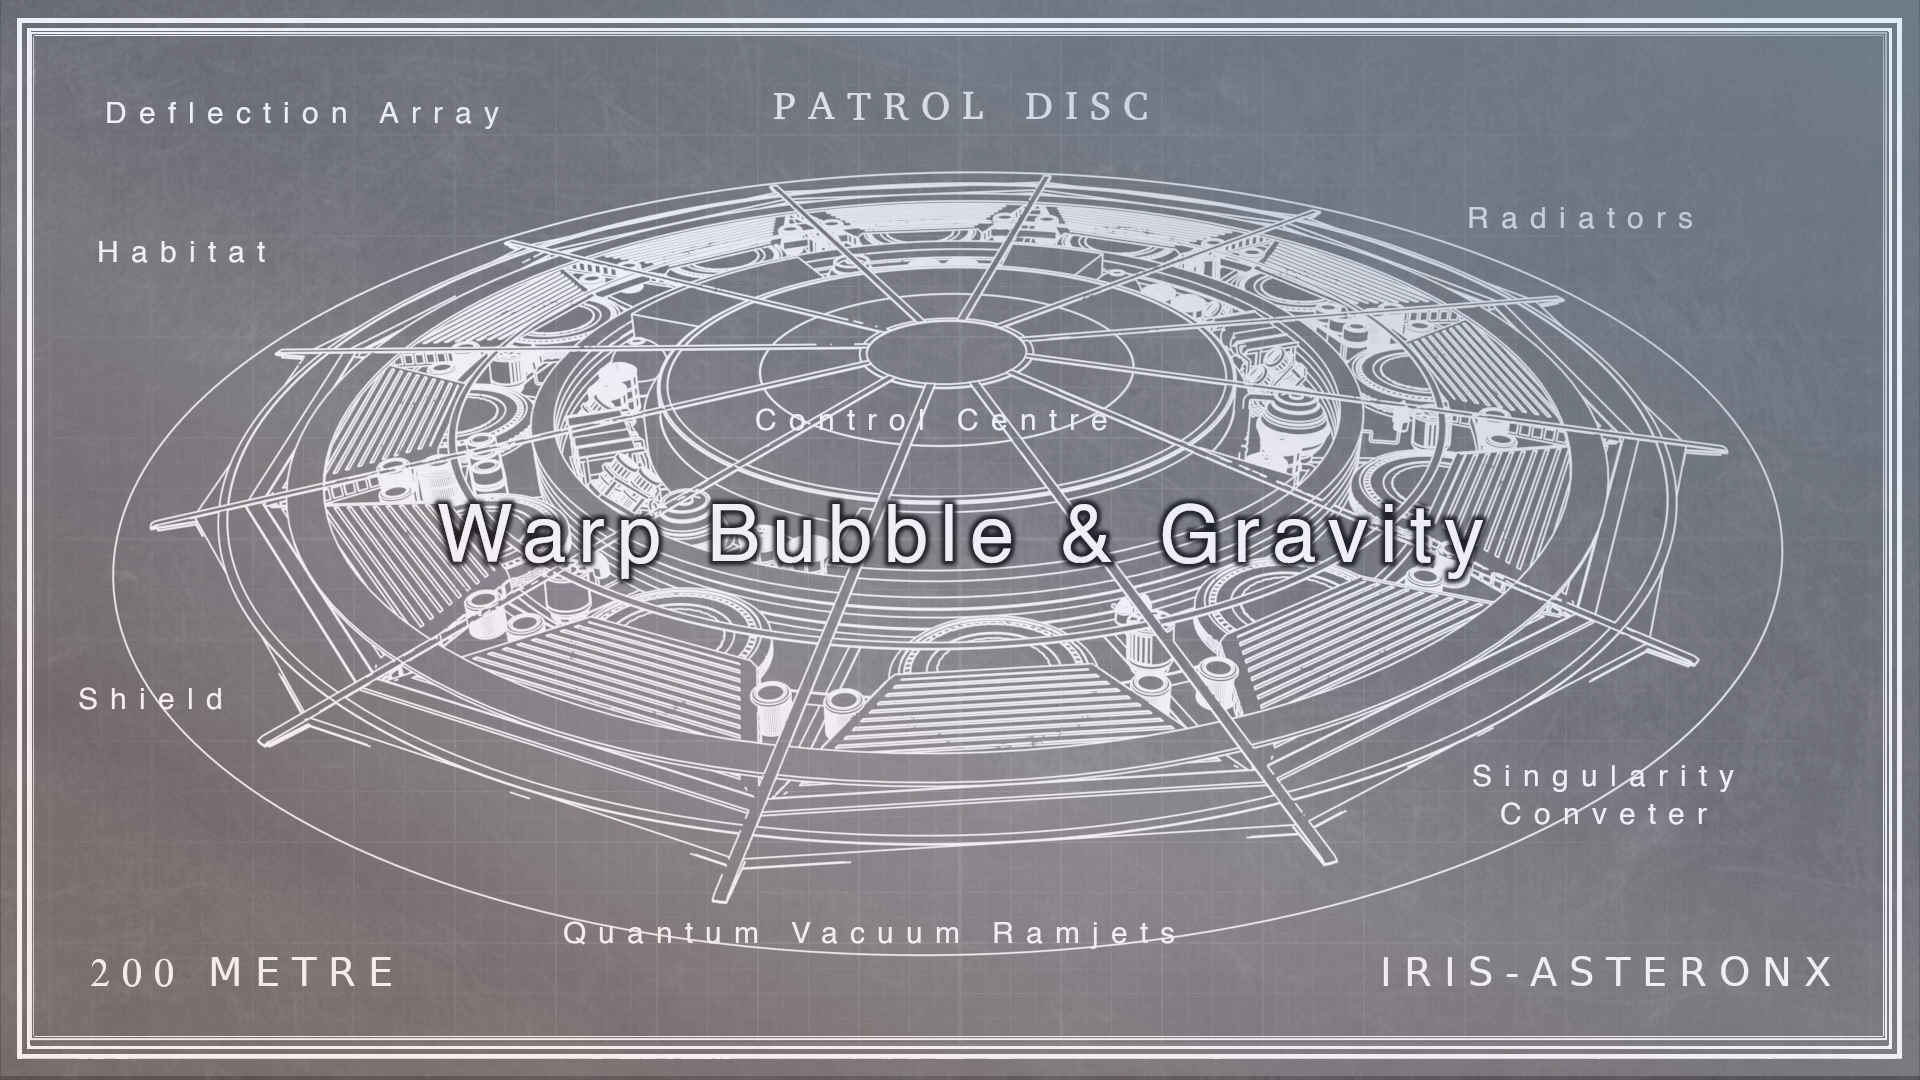 Deflection Array
PATROL DISC
Habitat
Radiators
Control Centre
Warp Bubble & Gravity
Shield
Singularity
Conveter
Quantum Vacuum Ramjets
200 METRE
IRIS-ASTERONX